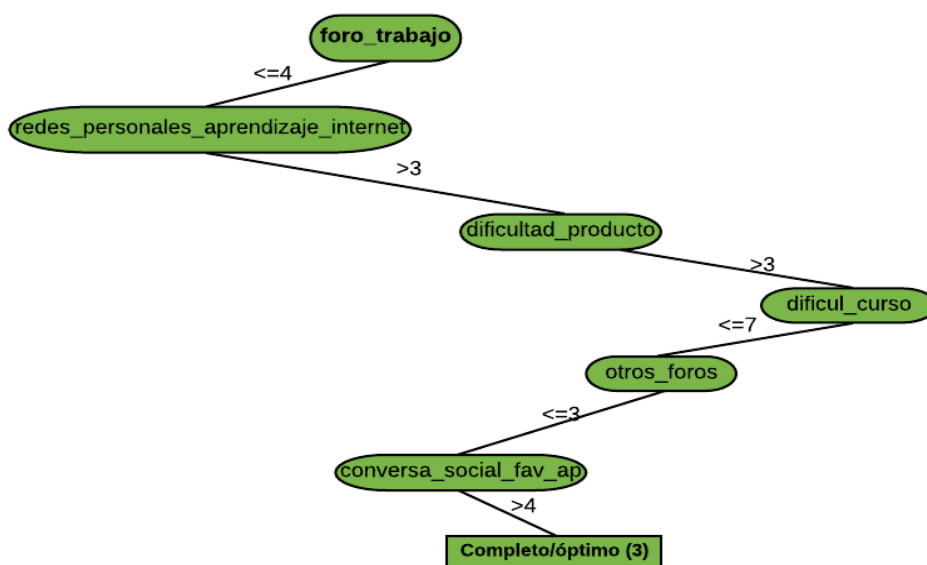 foro_trabajo
<=4
redes_personales_aprendizaje_internet
>3
dificultad_producto
>3
dificul_curso
<=7
otros_foros
<=3
conversa_social_fav_ap
>4
Completo/óptimo (3)